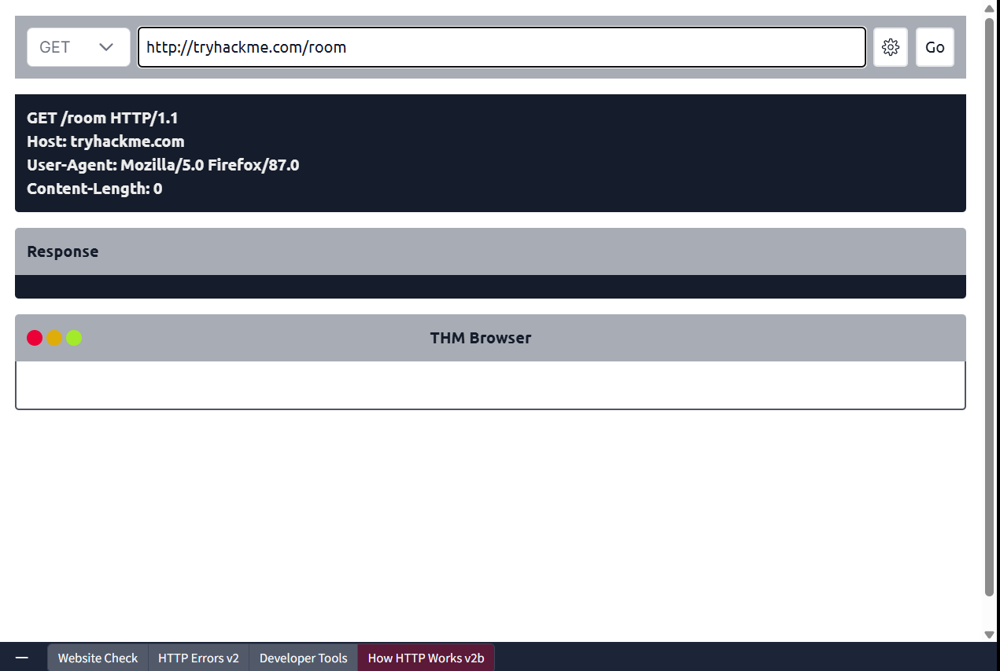 GET
http://tryhackme.com/room
Go
GET /room HTTP/1.1
Host: tryhackme.com
User-Agent: Mozilla/5.0 Firefox/87.0
Content-Length: 0
Response
THM Browser
Website Check
HTTP Errors v2
Developer Tools
How HTTP Works v2b